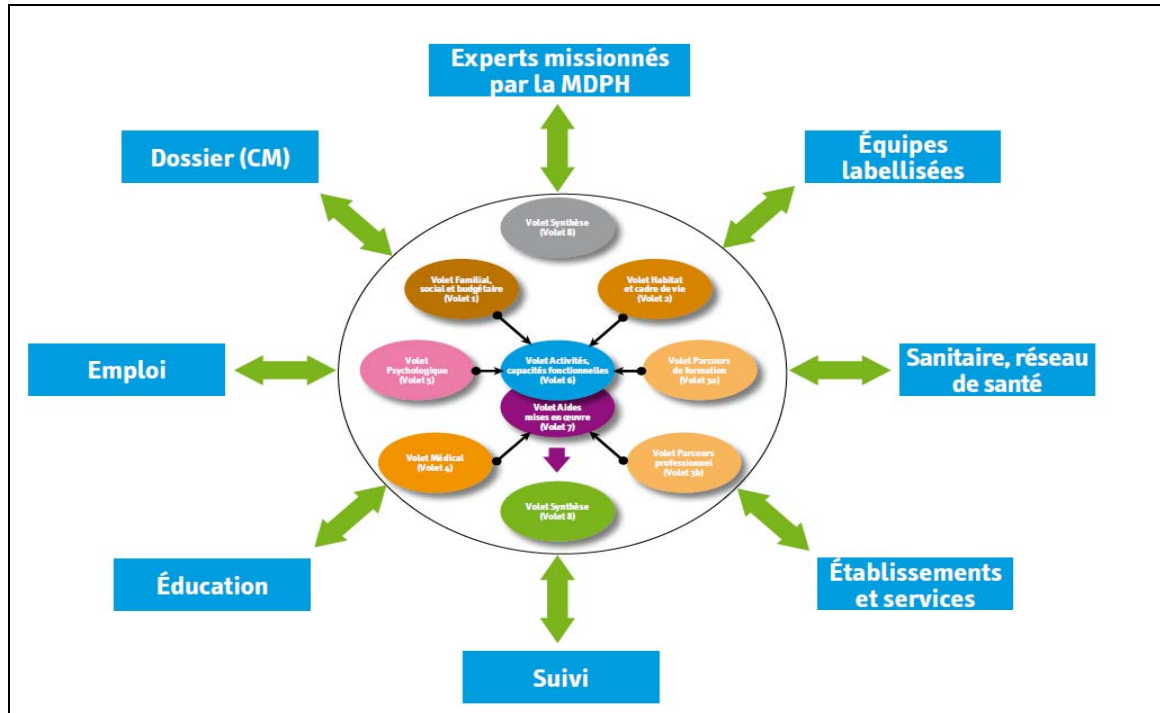 Experts missionnés
par la MDPH
Dossier (CM)
Équipes
labellisées
Volet Synthèse
(Volet 8)
Volet Familial,
social et budgétaire
(Volet 1)
Volet Habitat
et cadre de vie
(Volet 2)
Emploi
Volet
Psychologique
(Volet 5)
Volet Activités,
capacités fonctionnelles
(Volet 6)
Volet Parcours
de formation
(Volet 3a)
Sanitaire, réseau
de santé
Volet Aides
mises en œuvre
(Volet 7)
Volet Médical
(Volet 4)
Volet Parcours
professionnel
(Volet 3b)
Volet Synthèse
(Volet 8)
Éducation
Établissements
et services
Suivi